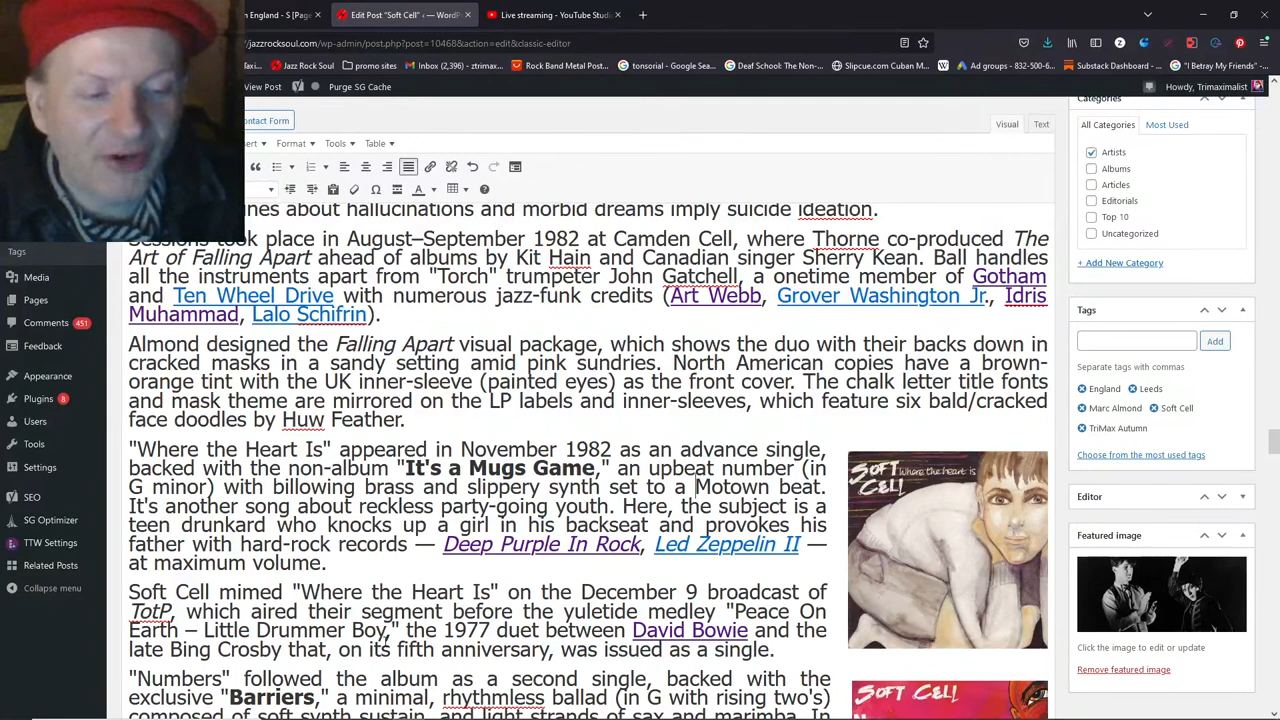 n England - S [Page
Edit Post "Soft Cell" ‹ — WordP
Live streaming - YouTube Studi
jazzrocksoul.com/wp-admin/post.php?post=10468&action=edit&classic-editor
Taxi...
Jazz Rock Soul
promo sites
Inbox (2,396) - ztrimax...
Rock Band Metal Post...
tonsorial - Google Sea...
Deaf School: The Non-...
Slipcue.com Cuban M...
Ad groups - 832-500-6...
Substack Dashboard -...
"I Betray My Friends" ...
View Post
Purge SG Cache
Howdy, Trimaximalist
Contact Form
Visual
Text
Format
Tools
Table
nes about hallucinations and morbid dreams imply suicide ideation.
Sessions took place in August–September 1982 at Camden Cell, where Thorne co-produced The
Art of Falling Apart ahead of albums by Kit Hain and Canadian singer Sherry Kean. Ball handles
all the instruments apart from "Torch" trumpeter John Gatchell, a onetime member of Gotham
and Ten Wheel Drive with numerous jazz-funk credits (Art Webb, Grover Washington Jr., Idris
Muhammad, Lalo Schifrin).
Almond designed the Falling Apart visual package, which shows the duo with their backs down in
cracked masks in a sandy setting amid pink sundries. North American copies have a brown-
orange tint with the UK inner-sleeve (painted eyes) as the front cover. The chalk letter title fonts
and mask theme are mirrored on the LP labels and inner-sleeves, which feature six bald/cracked
face doodles by Huw Feather.
"Where the Heart Is" appeared in November 1982 as an advance single,
backed with the non-album "It's a Mugs Game," an upbeat number (in
G minor) with billowing brass and slippery synth set to a Motown beat.
It's another song about reckless party-going youth. Here, the subject is a
teen drunkard who knocks up a girl in his backseat and provokes his
father with hard-rock records — Deep Purple In Rock, Led Zeppelin II —
at maximum volume.
Soft Cell mimed "Where the Heart Is" on the December 9 broadcast of
TotP, which aired their segment before the yuletide medley "Peace On
Earth – Little Drummer Boy," the 1977 duet between David Bowie and the
late Bing Crosby that, on its fifth anniversary, was issued as a single.
"Numbers" followed the album as a second single, backed with the
exclusive "Barriers," a minimal, rhythmless ballad (in G with rising two's)
composed of soft synth sustain, and light strands of sax and marimba. In
SOFT CELL where the heart is
SOFT CELL
Tags
Media
Pages
Comments 451
Feedback
Appearance
Plugins 8
Users
Tools
Settings
SEO
SG Optimizer
TTW Settings
Related Posts
Collapse menu
Categories
All Categories
Most Used
Artists
Albums
Articles
Editorials
Top 10
Uncategorized
+ Add New Category
Tags
Add
Separate tags with commas
England
Leeds
Marc Almond
Soft Cell
TriMax Autumn
Choose from the most used tags
Editor
Featured image
Click the image to edit or update
Remove featured image